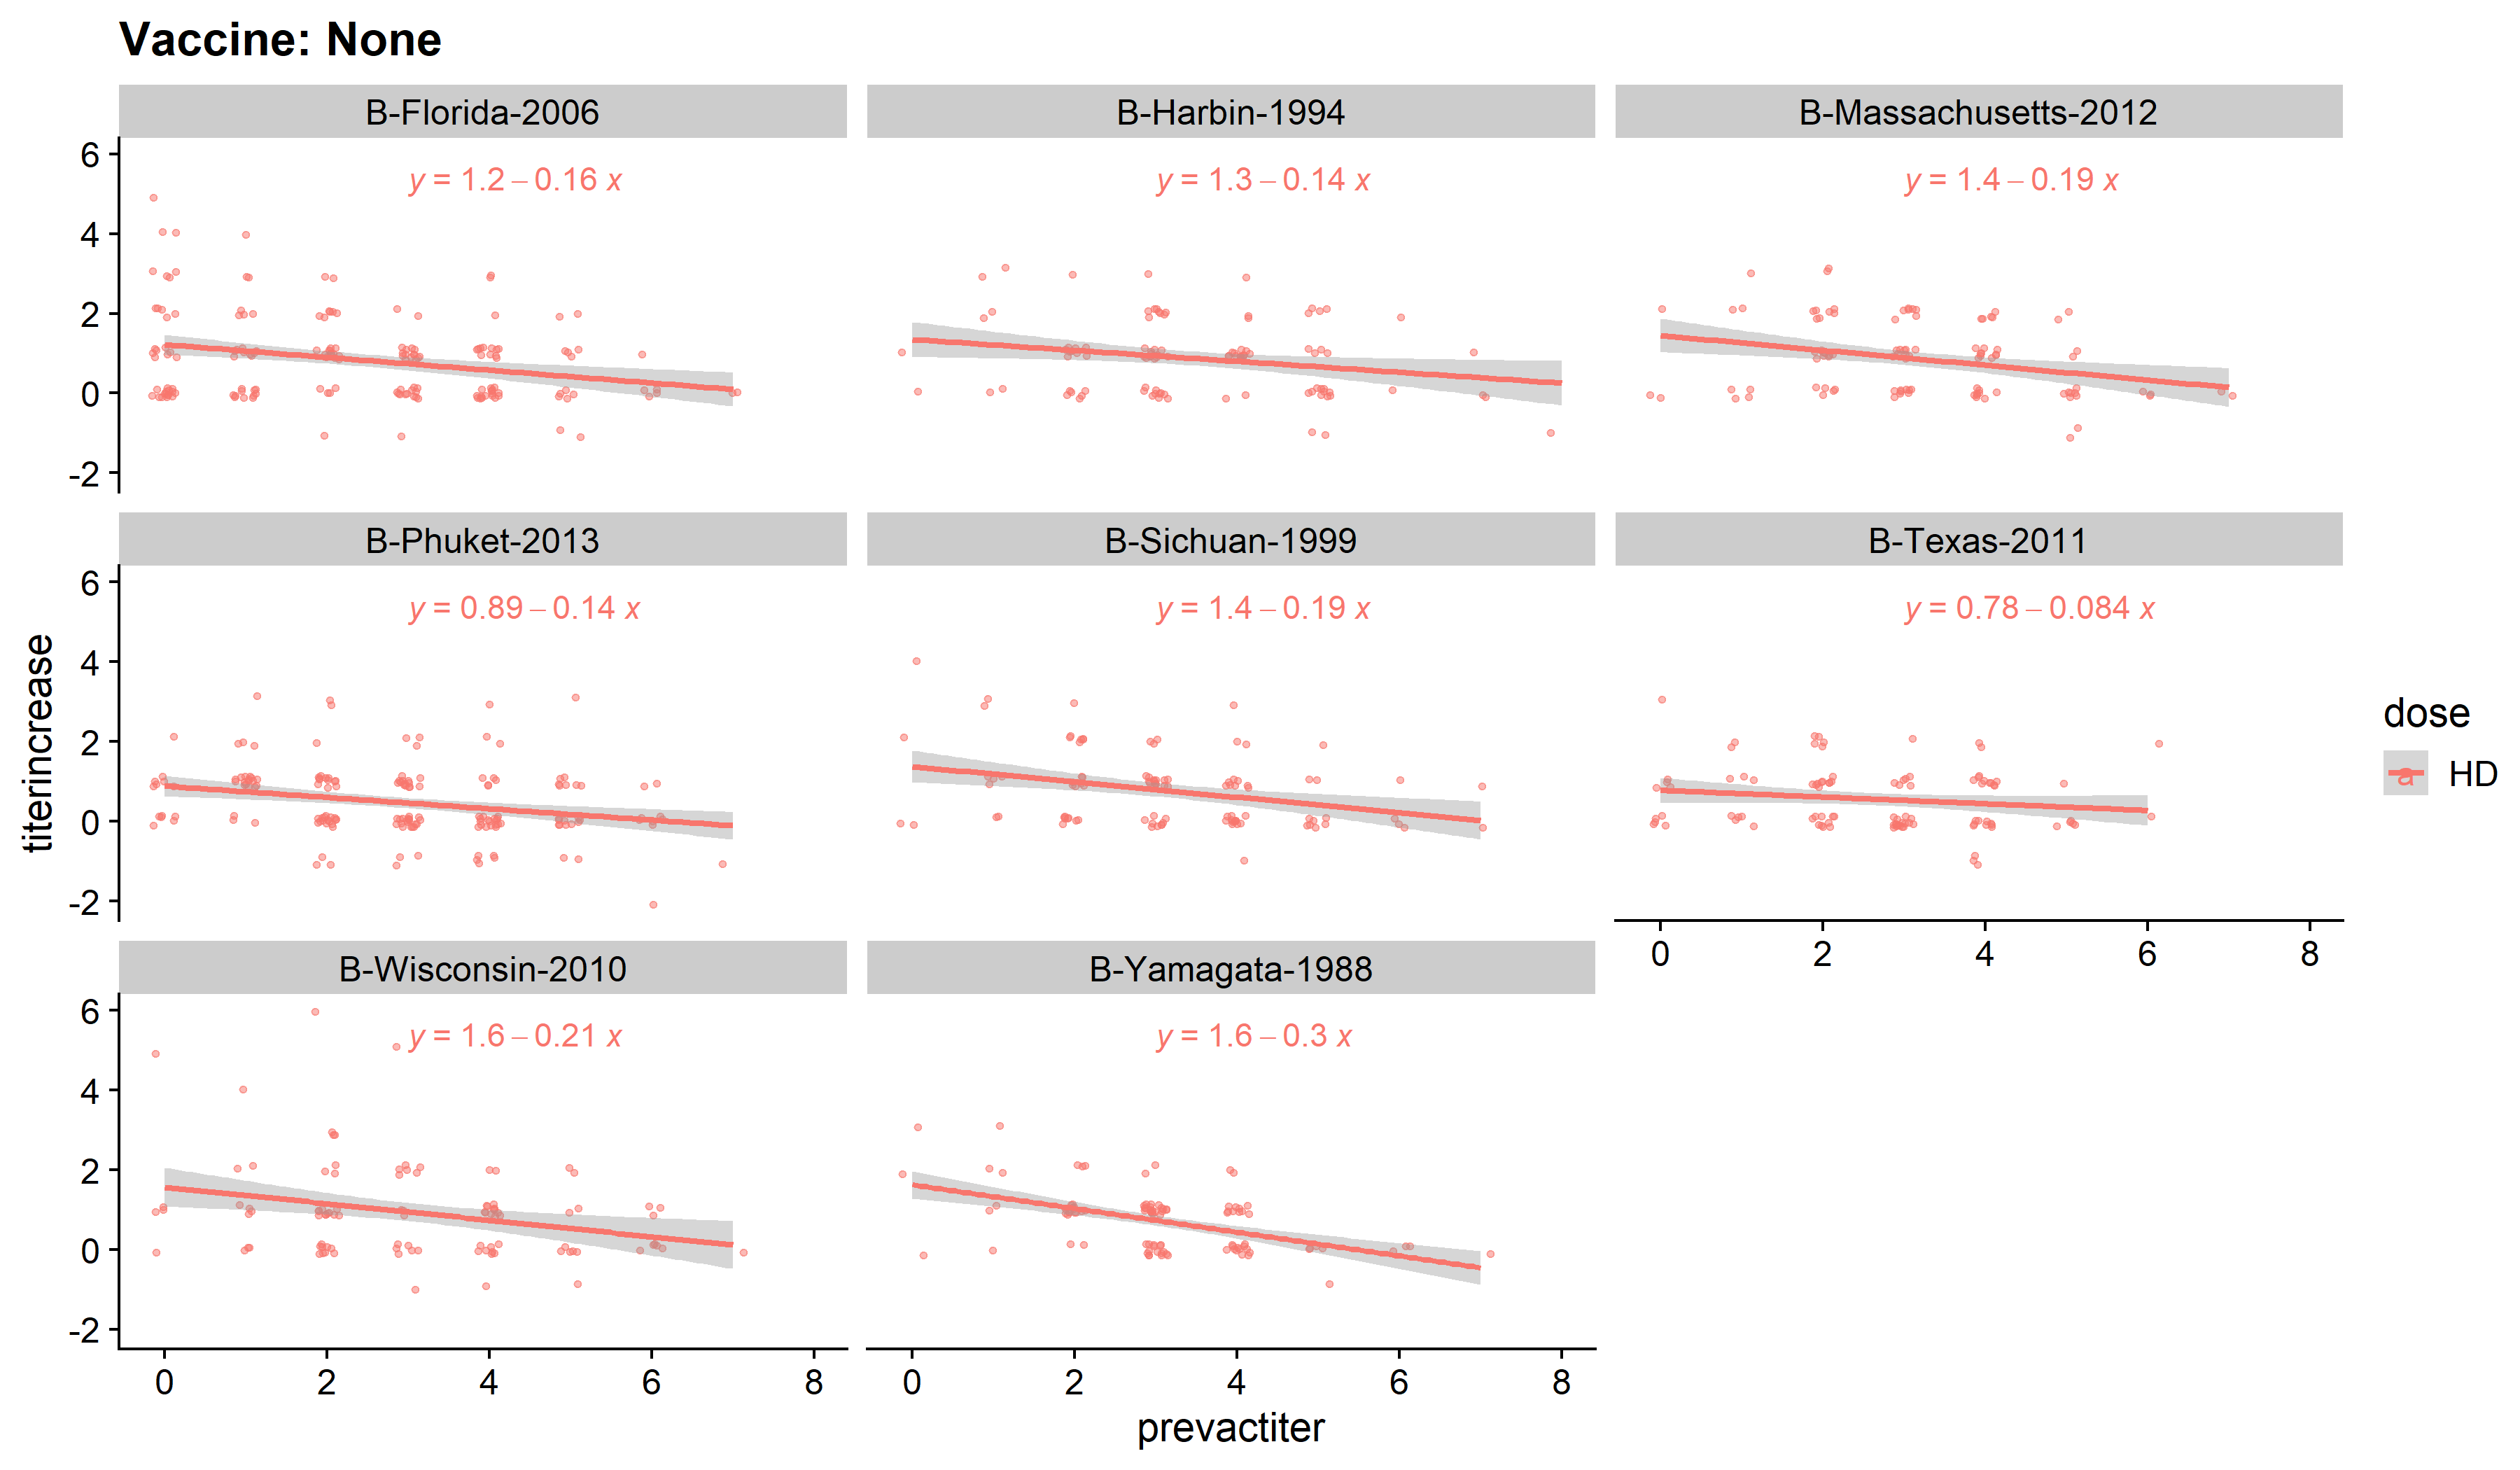 Vaccine: None
B-Florida-2006
B-Harbin-1994
B-Massachusetts-2012
y = 1.2 – 0.16 x
y = 1.3 – 0.14 x
y = 1.4 – 0.19 x
6
4
2
0
-2
B-Phuket-2013
B-Sichuan-1999
B-Texas-2011
y = 0.89 – 0.14 x
y = 1.4 – 0.19 x
y = 0.78 – 0.084 x
6
4
2
0
-2
titerincrease
dose
a HD
0 2 4 6 8
B-Wisconsin-2010
B-Yamagata-1988
y = 1.6 – 0.21 x
y = 1.6 – 0.3 x
6
4
2
0
-2
0 2 4 6 8
0 2 4 6 8
prevactiter